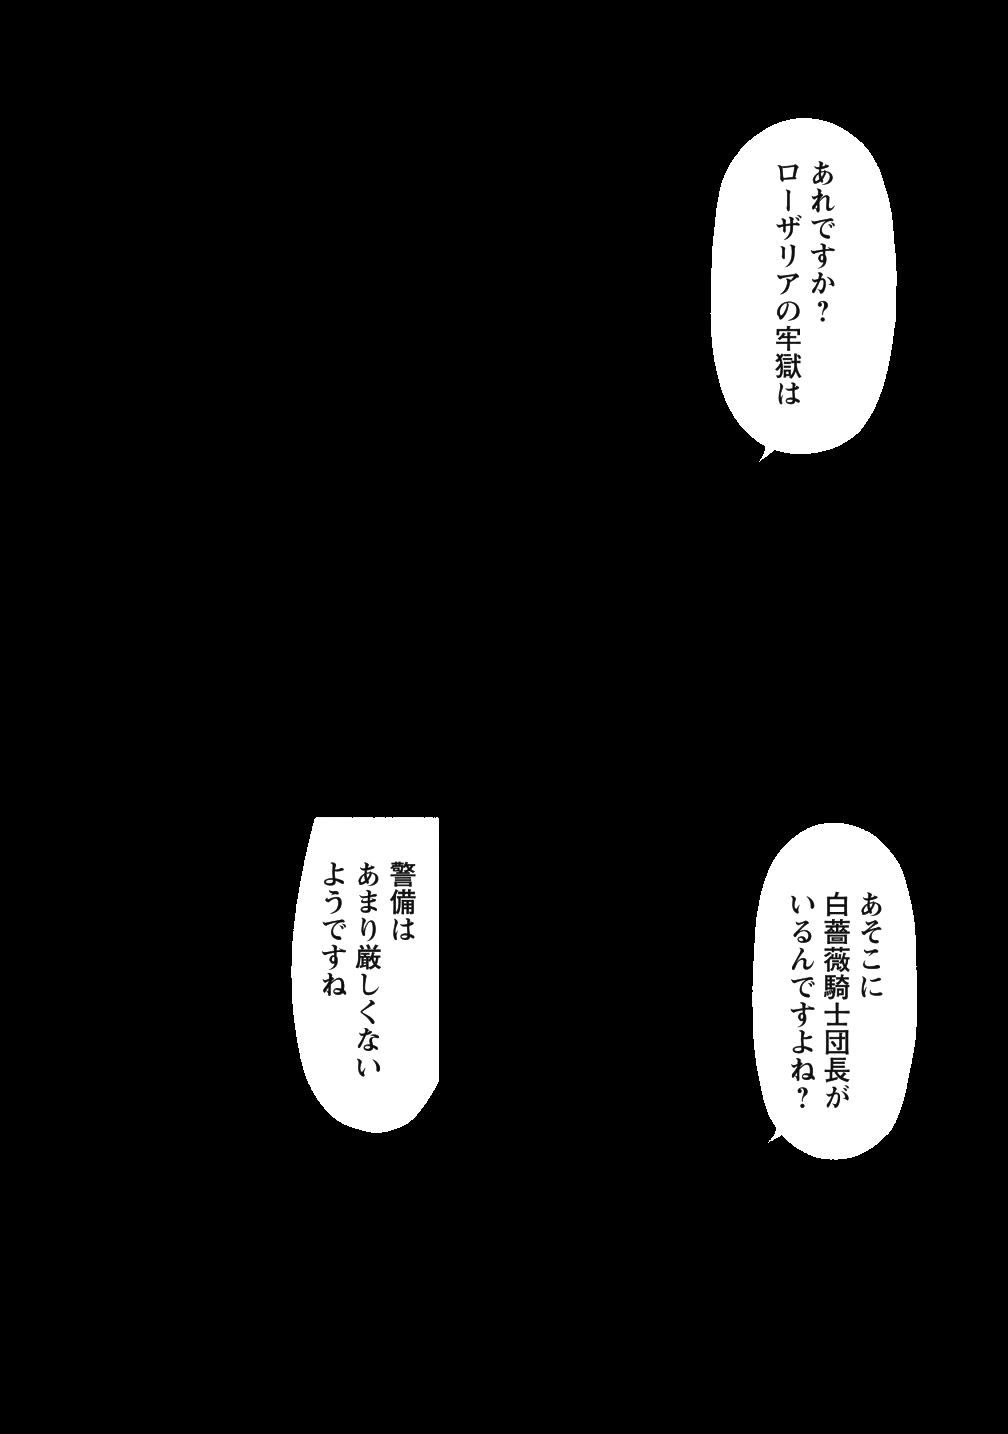 あれですか？
ローザリアの牢獄は
あそこに
白薔薇騎士団長が
いるんですよね？
警備は
あまり厳しくない
ようですね